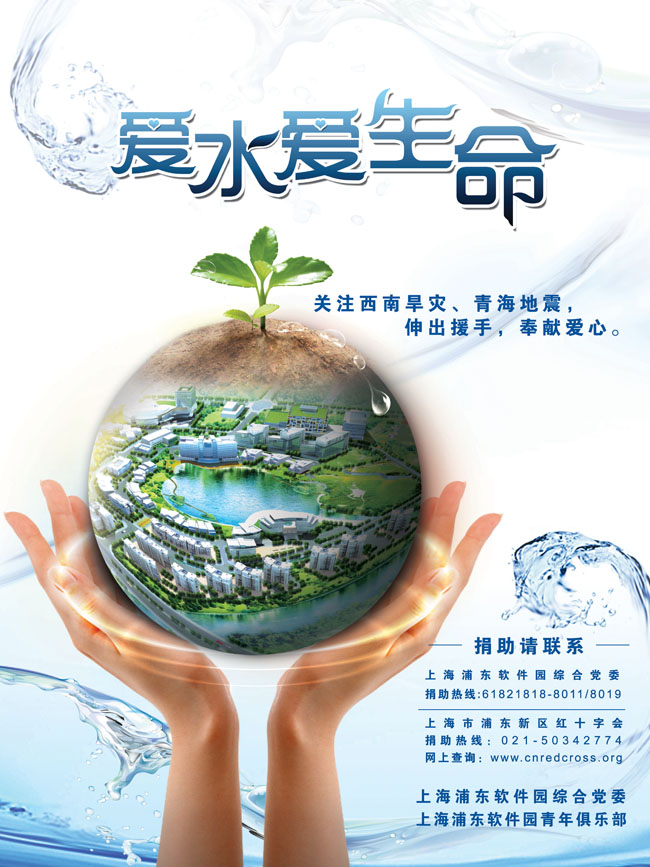 爱水爱生命
关注西南旱灾、青海地震，
伸出援手，奉献爱心。
捐助请联系
上海浦东软件园综合党委
捐助热线:61821818-8011/8019
上海市浦东新区红十字会
捐助热线：021-50342774
网上查询：www.cnredcross.org
上海浦东软件园综合党委
上海浦东软件园青年俱乐部